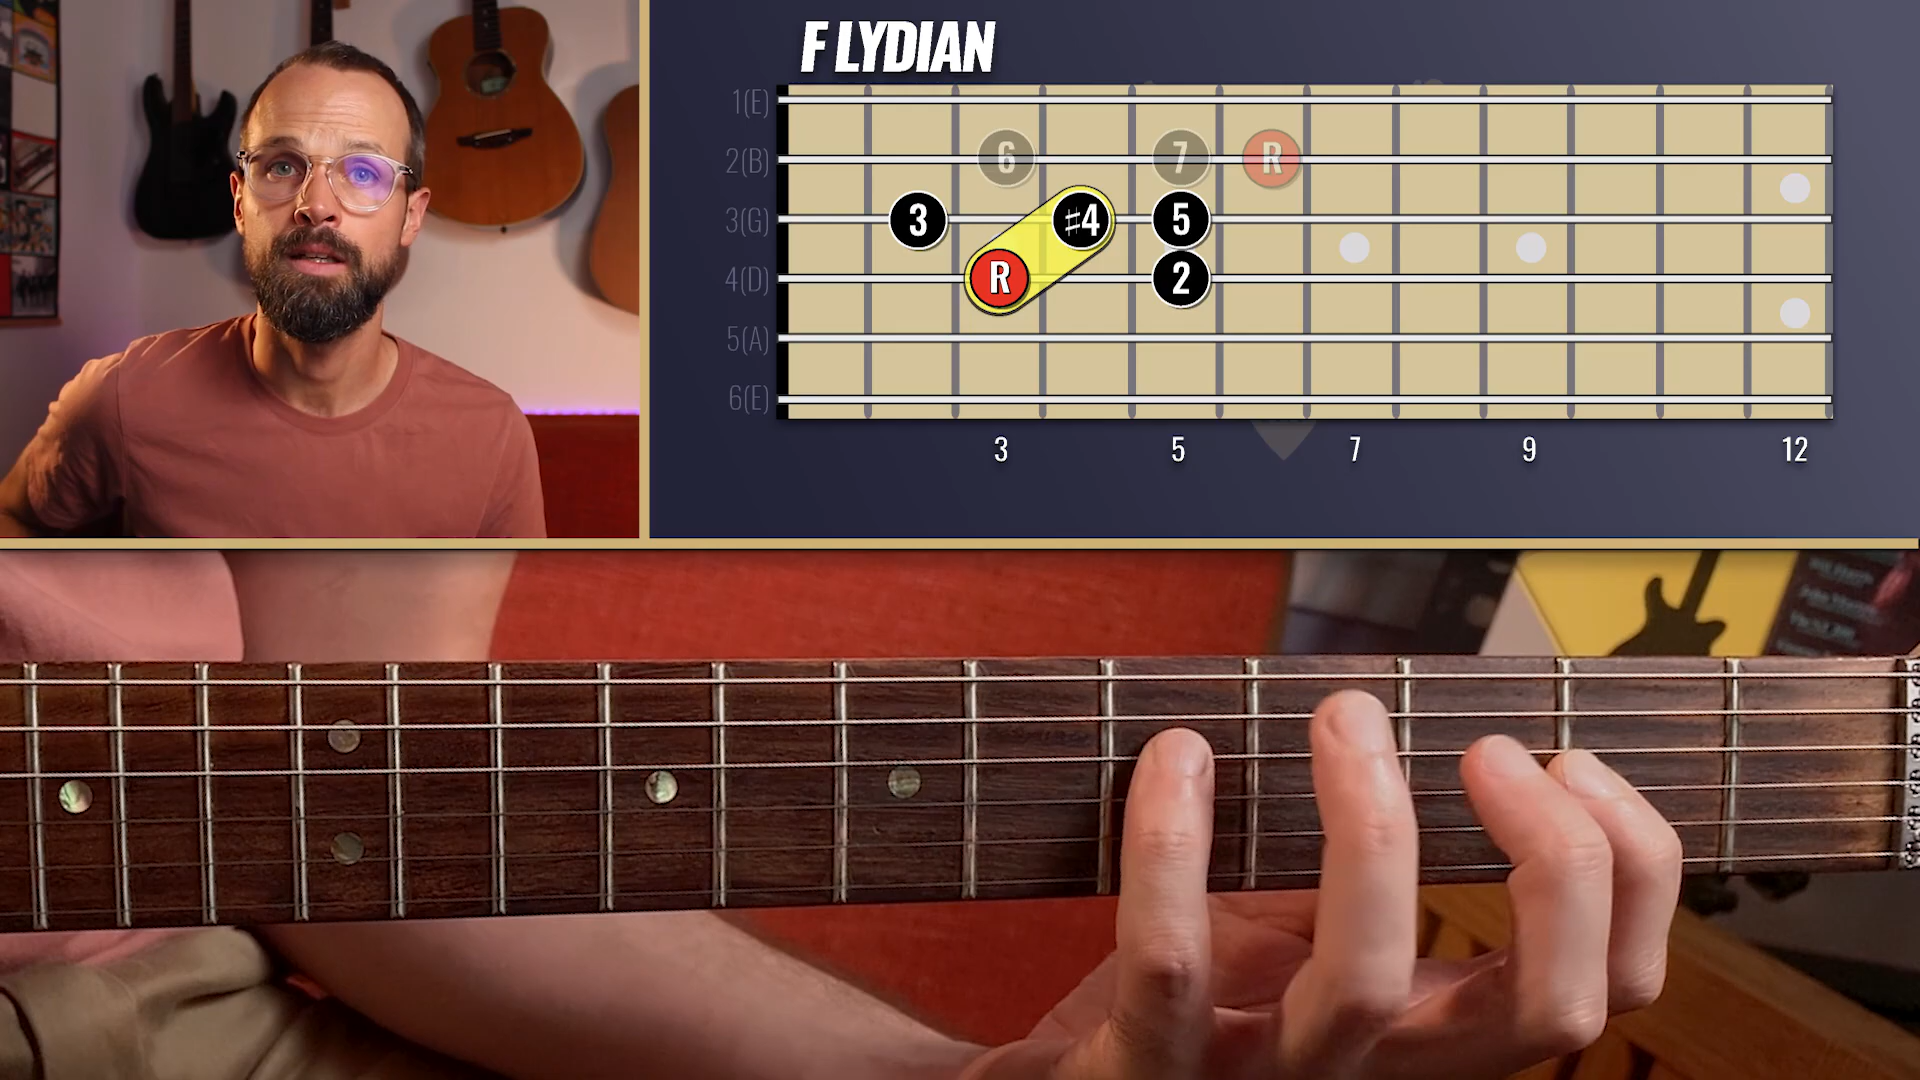 F LYDIAN
1(E)
2(B) 6 7 R
3(G) 3 ♯4 5
4(D) R 2
5(A)
6(E)
3 5 7 9 12